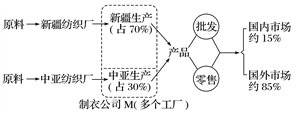 原料→新疆纺织厂→
新疆生产
(占70%)
原料→中亚纺织厂→
中亚生产
(占30%)
产品
批发
零售
国内市场
约15%
国外市场
约85%
制衣公司M(多个工厂)